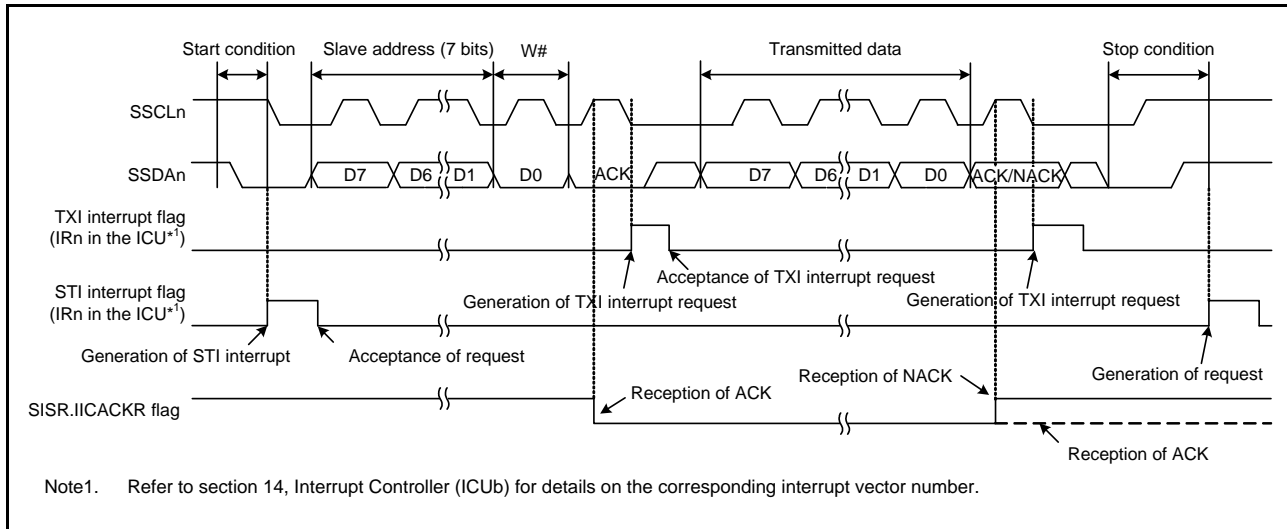 Start condition
Slave address (7 bits)
W#
Transmitted data
Stop condition
SSCLn
SSDAn
D7
D6
D1
D0
ACK
D7
D6
D1
D0
ACK/NACK
TXI interrupt flag
(IRn in the ICU*1)
Acceptance of TXI interrupt request
Generation of TXI interrupt request
Generation of TXI interrupt request
STI interrupt flag
(IRn in the ICU*1)
Generation of STI interrupt
Acceptance of request
Generation of request
Reception of NACK
SISR.IICACKR flag
Reception of ACK
Reception of ACK
Note1. Refer to section 14, Interrupt Controller (ICUb) for details on the corresponding interrupt vector number.